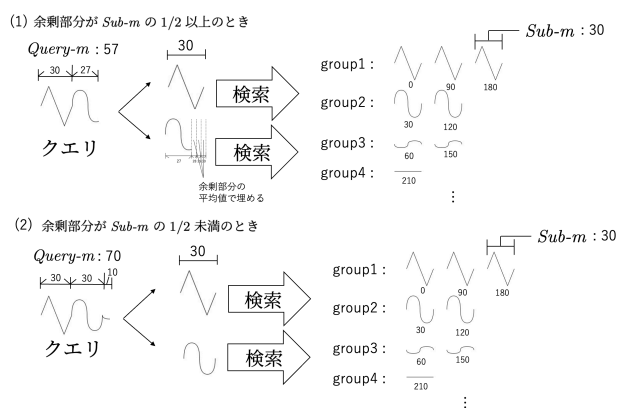 (1) 余剰部分が Sub-m の 1/2 以上のとき
Query-m : 57
30
27
クエリ
30
検索
検索
余剰部分の
平均値で埋める
Sub-m : 30
group1 :
0
90
180
group2 :
30
120
group3 :
60
150
group4 :
210
⋮
(2) 余剰部分が Sub-m の 1/2 未満のとき
Query-m : 70
30
30
10
クエリ
30
検索
検索
Sub-m : 30
group1 :
0
90
180
group2 :
30
120
group3 :
60
150
group4 :
210
⋮